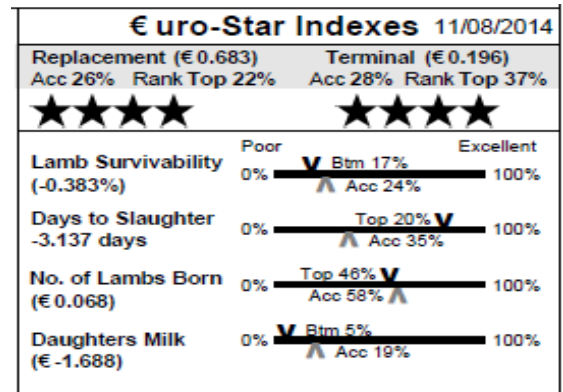 €uro-Star Indexes 11/08/2014
Replacement (€0.683) Terminal (€0.196)
Acc 26% Rank Top 22% Acc 28% Rank Top 37%
Poor Excellent
Lamb Survivability 0% Btm 17% 100%
(-0.383%) Acc 24%
Days to Slaughter 0% Top 20% 100%
-3.137 days Acc 35%
No. of Lambs Born 0% Top 46% 100%
(€0.068) Acc 58%
Daughters Milk 0% Btm 5% 100%
(€-1.688) Acc 19%